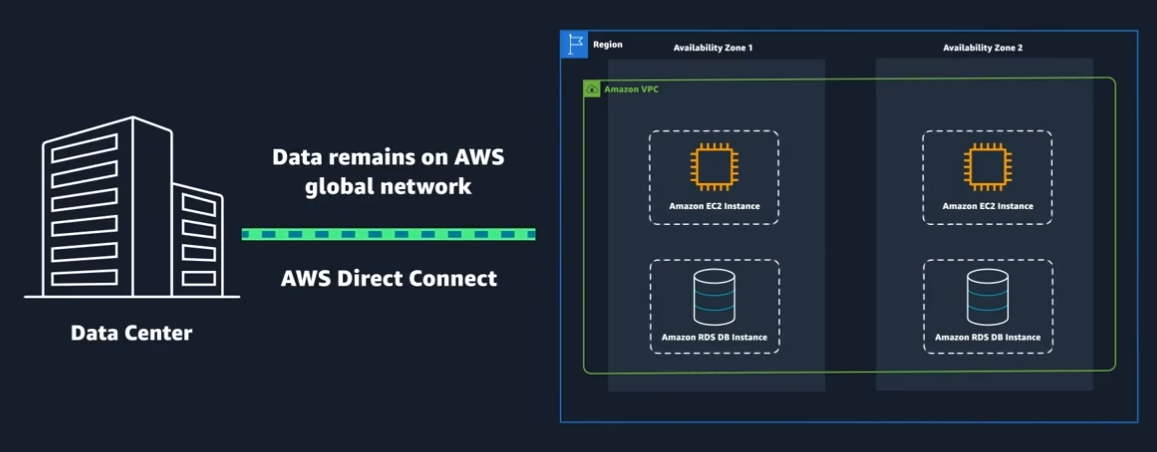 Region
Availability Zone 1
Availability Zone 2
Amazon VPC
Data remains on AWS
global network
AWS Direct Connect
Data Center
Amazon EC2 Instance
Amazon EC2 Instance
Amazon RDS DB Instance
Amazon RDS DB Instance